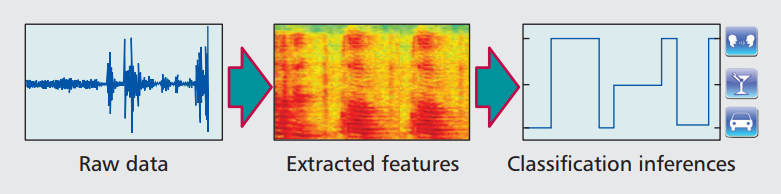 Raw data
Extracted features
Classification inferences